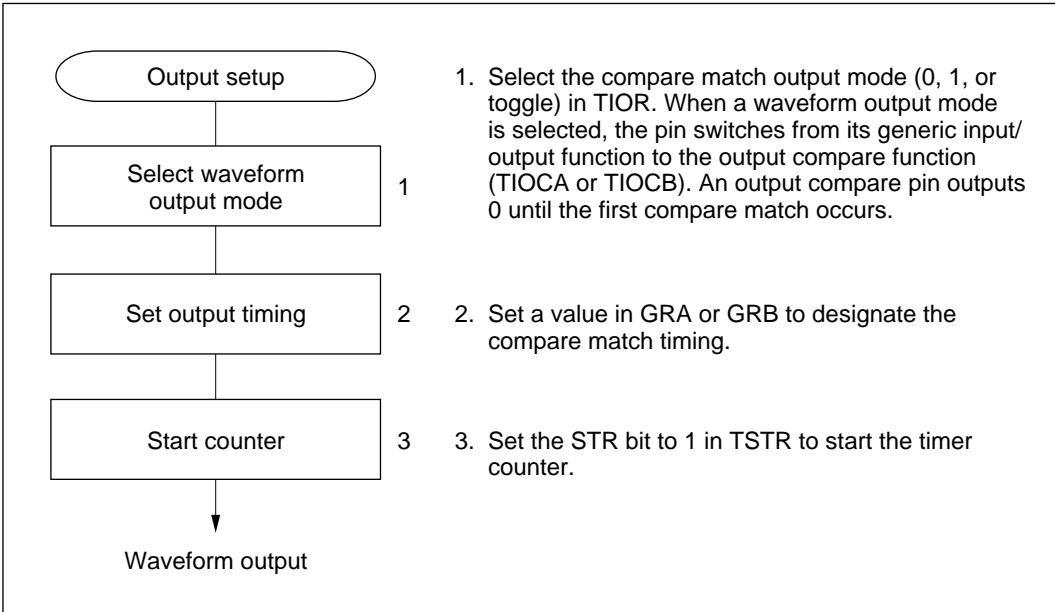 Output setup
Select waveform
output mode
1
Set output timing
2
Start counter
3
Waveform output
1. Select the compare match output mode (0, 1, or
toggle) in TIOR. When a waveform output mode
is selected, the pin switches from its generic input/
output function to the output compare function
(TIOCA or TIOCB). An output compare pin outputs
0 until the first compare match occurs.
2. Set a value in GRA or GRB to designate the
compare match timing.
3. Set the STR bit to 1 in TSTR to start the timer
counter.